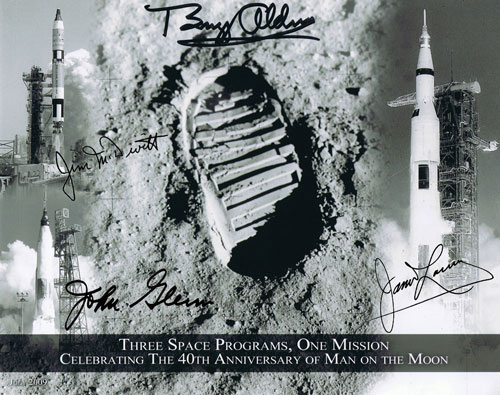 Buzz Aldrin
Jim McDivitt
John Glenn
James Lovell
THREE SPACE PROGRAMS, ONE MISSION
CELEBRATING THE 40TH ANNIVERSARY OF MAN ON THE MOON